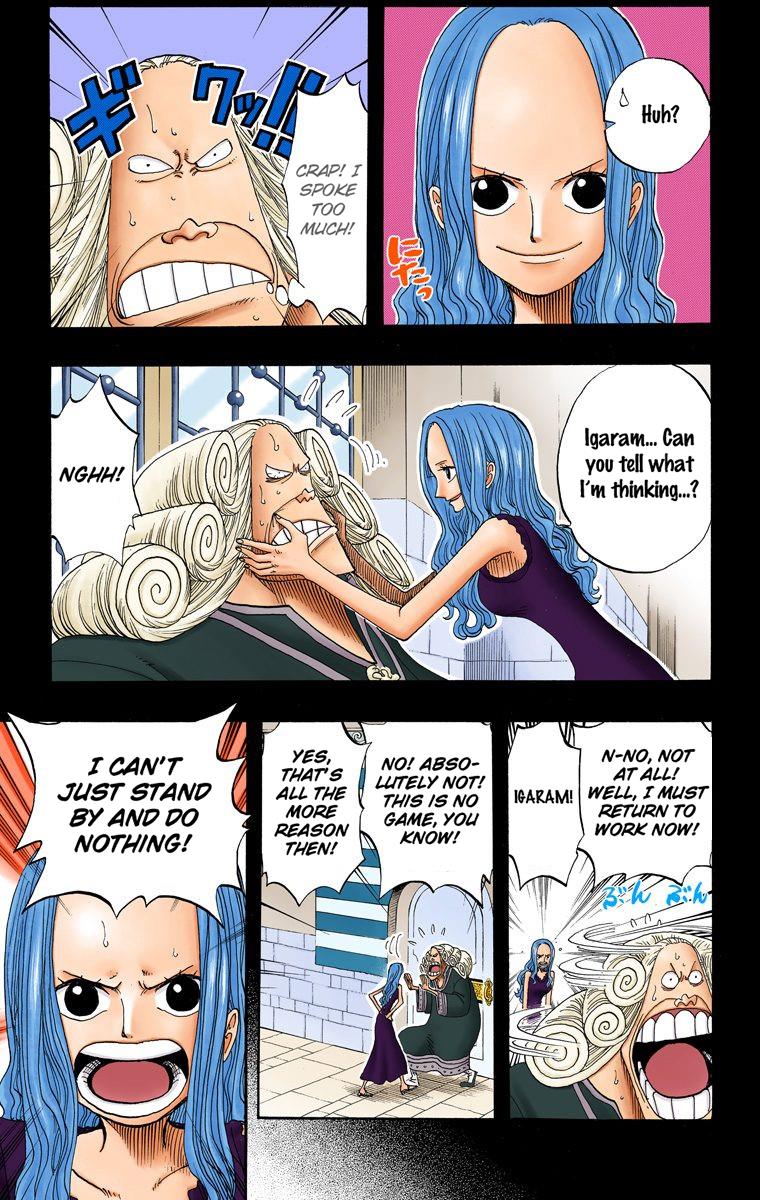 Huh?
にたっ
ギクッ!!
CRAP! I
SPOKE
TOO
MUCH!
Igaram... Can
you tell what
I'm thinking...?
NGHH!
N-NO, NOT
AT ALL!
WELL, I MUST
RETURN TO
WORK NOW!
IGARAM!
ぶん ぶん
NO! ABSO-
LUTELY NOT!
THIS IS NO
GAME, YOU
KNOW!
YES,
THAT'S
ALL THE
MORE
REASON
THEN!
I CAN'T
JUST STAND
BY AND DO
NOTHING!